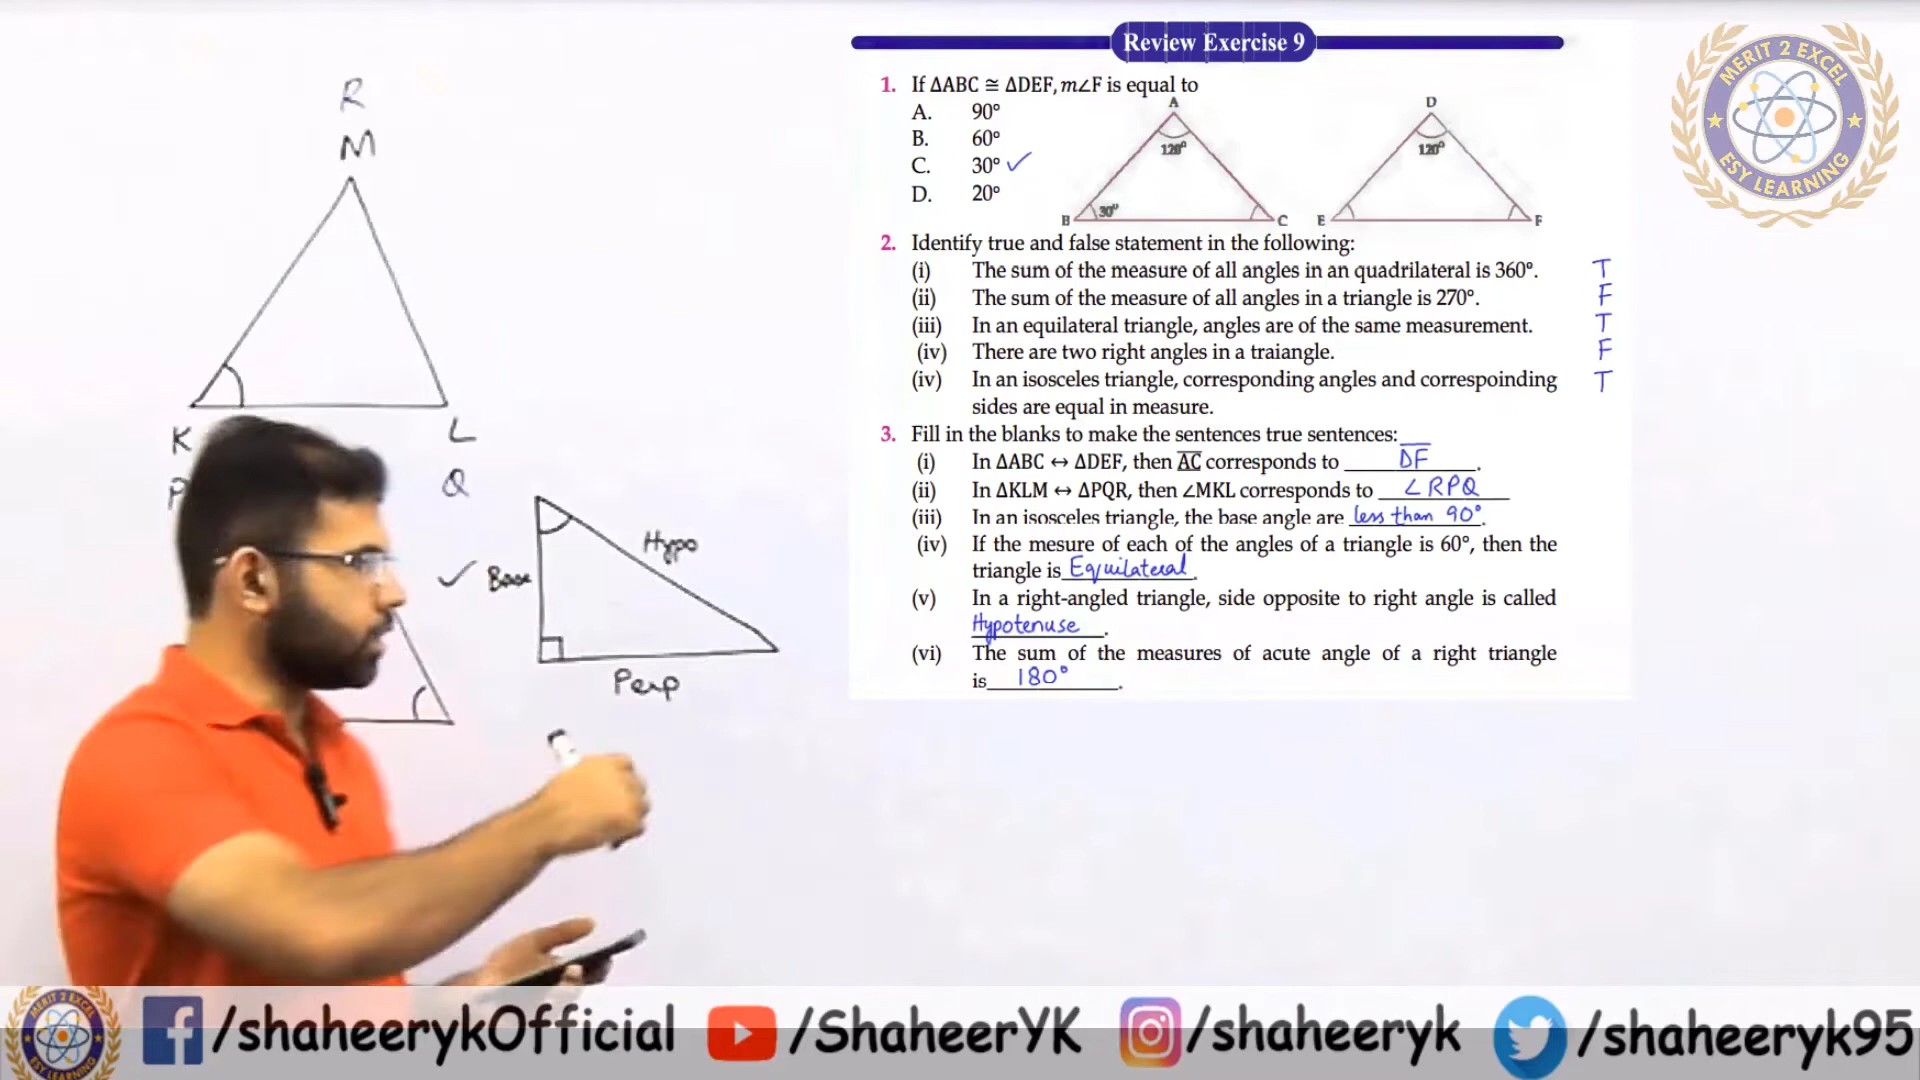 Review Exercise 9
1. If ΔABC ≅ ΔDEF, m∠F is equal to
A. 90°
B. 60°
C. 30° ✓
D. 20°
A
120°
B
30°
C
D
120°
E
F
2. Identify true and false statement in the following:
(i) The sum of the measure of all angles in an quadrilateral is 360°. T
(ii) The sum of the measure of all angles in a triangle is 270°. F
(iii) In an equilateral triangle, angles are of the same measurement. T
(iv) There are two right angles in a traiangle. F
(iv) In an isosceles triangle, corresponding angles and correspoinding T
sides are equal in measure.
3. Fill in the blanks to make the sentences true sentences:
(i) In ΔABC ↔ ΔDEF, then A̅C̅ corresponds to D̅F̅.
(ii) In ΔKLM ↔ ΔPQR, then ∠MKL corresponds to ∠RPQ
(iii) In an isosceles triangle, the base angle are less than 90°.
(iv) If the mesure of each of the angles of a triangle is 60°, then the
triangle is Equilateral.
(v) In a right-angled triangle, side opposite to right angle is called
Hypotenuse.
(vi) The sum of the measures of acute angle of a right triangle
is 180°.
R
M
K
L
P
Q
Hypo
✓ Base
Perp
MERIT 2 EXCEL
ESY LEARNING
MERIT 2 EXCEL
ESY LEARNING
/shaheerykOfficial
/ShaheerYK
/shaheeryk
/shaheeryk95